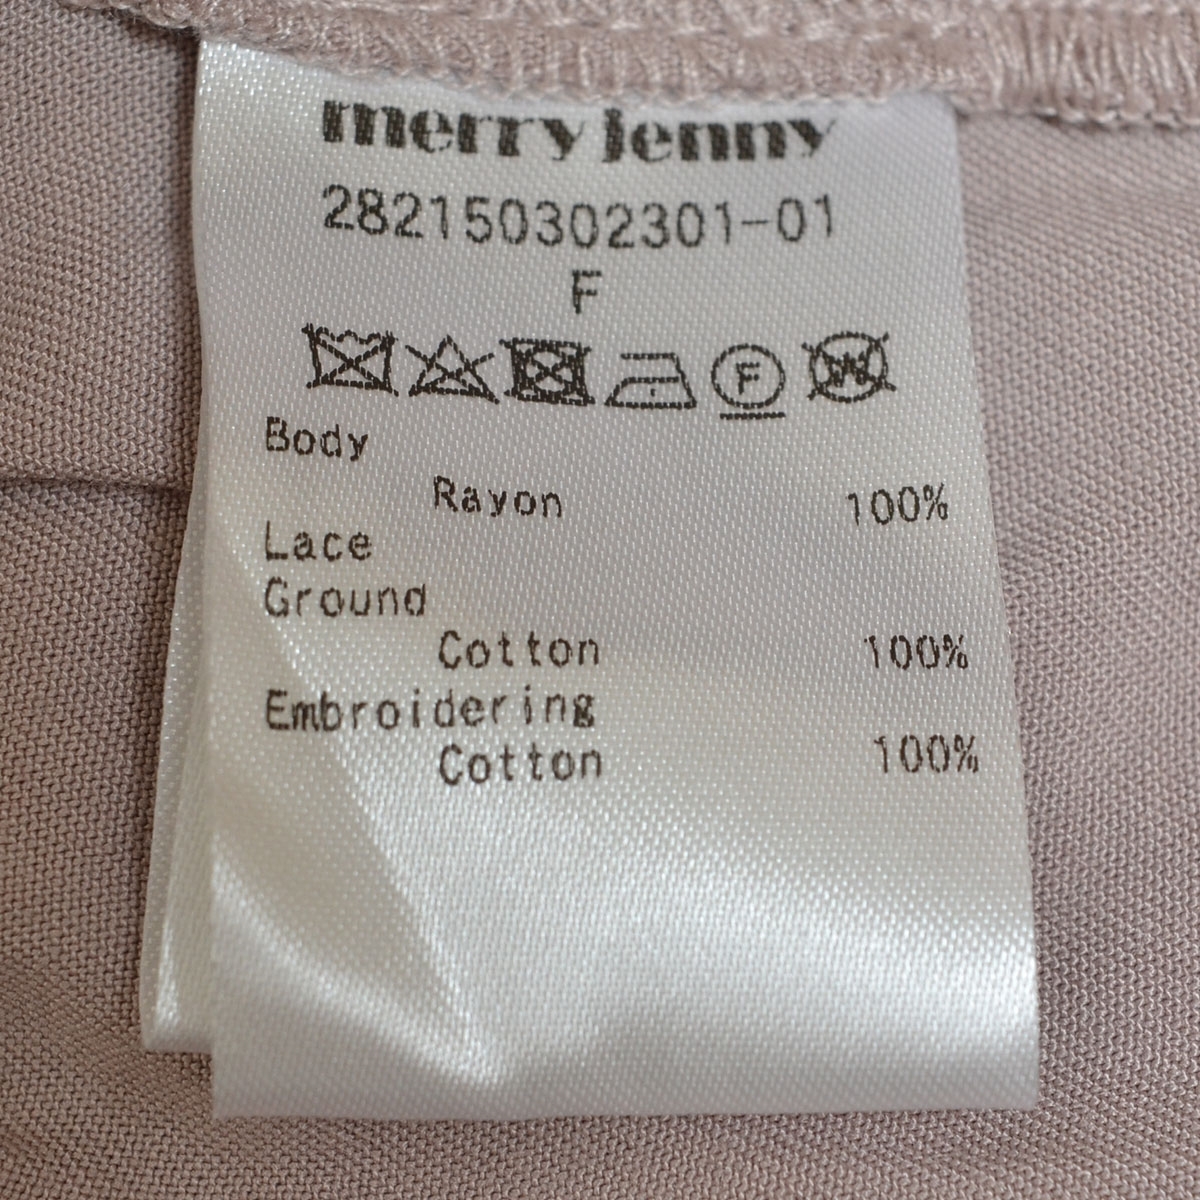 merry jenny
282150302301-01
F
F
W
Body
Rayon 100%
Lace
Ground
Cotton 100%
Embroidering
Cotton 100%